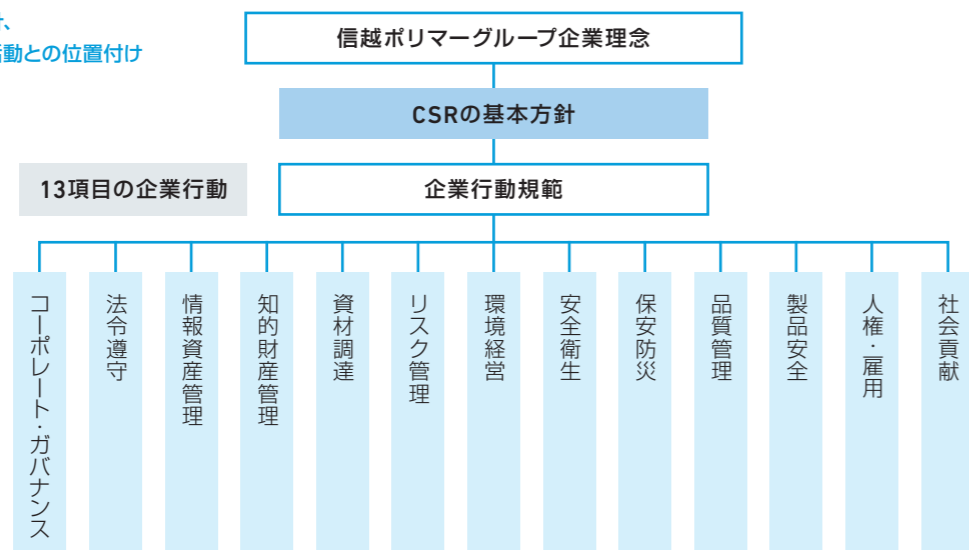 動との位置付け
信越ポリマーグループ企業理念
CSRの基本方針
13項目の企業行動
企業行動規範
コーポレート・ガバナンス
法令遵守
情報資産管理
知的財産管理
資材調達
リスク管理
環境経営
安全衛生
保安防災
品質管理
製品安全
人権・雇用
社会貢献